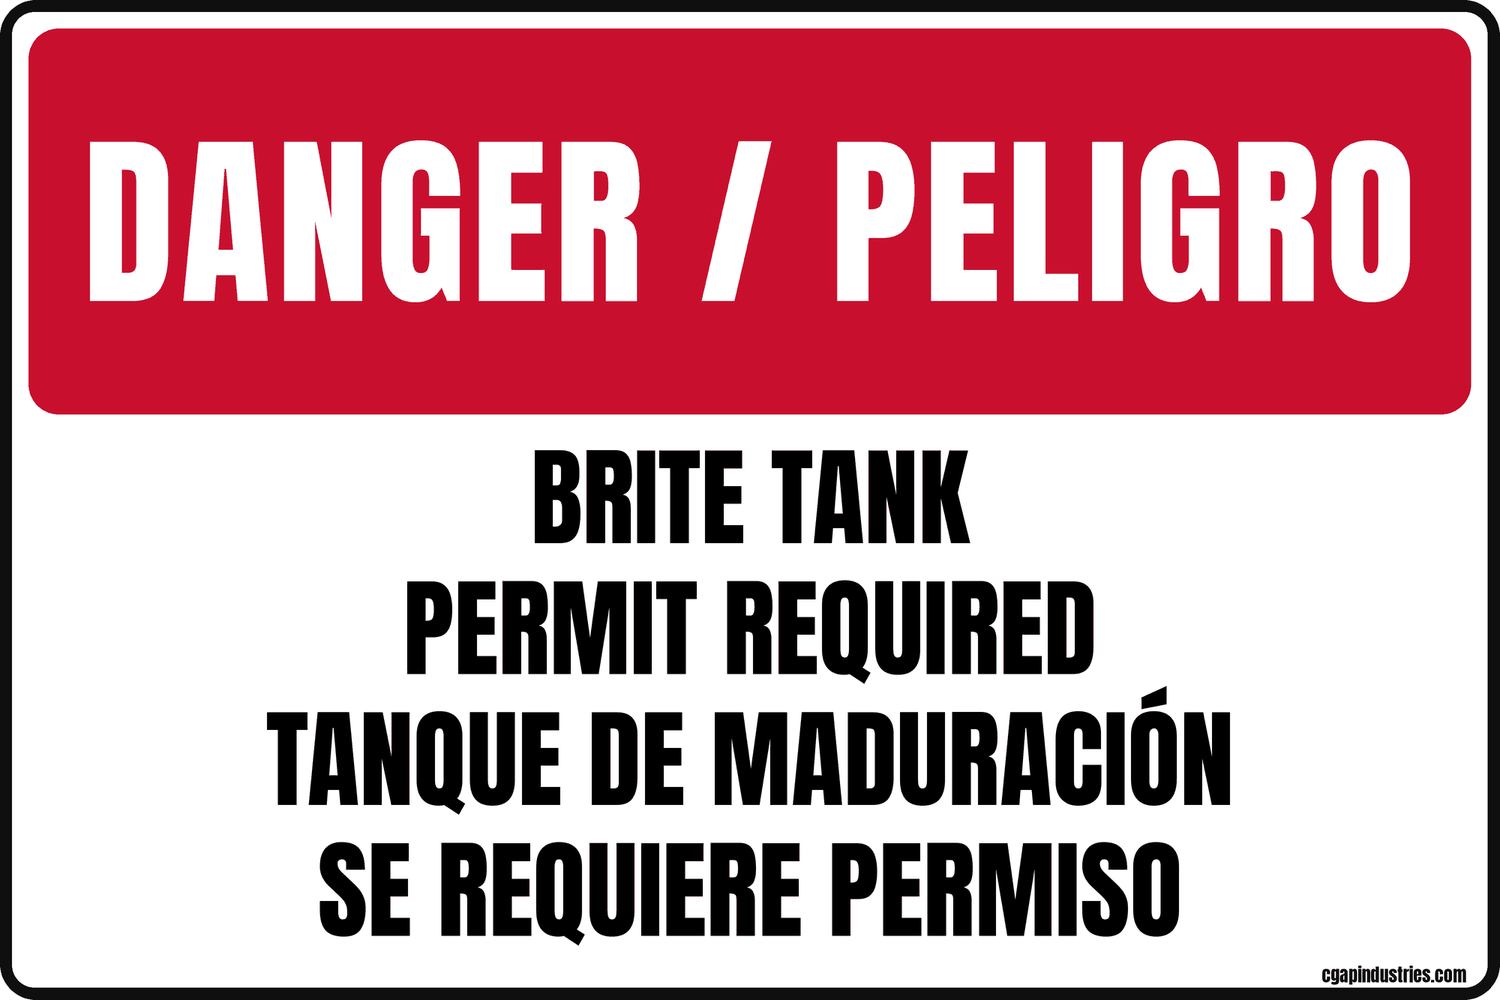 DANGER / PELIGRO
BRITE TANK
PERMIT REQUIRED
TANQUE DE MADURACIÓN
SE REQUIERE PERMISO
cgapindustries.com